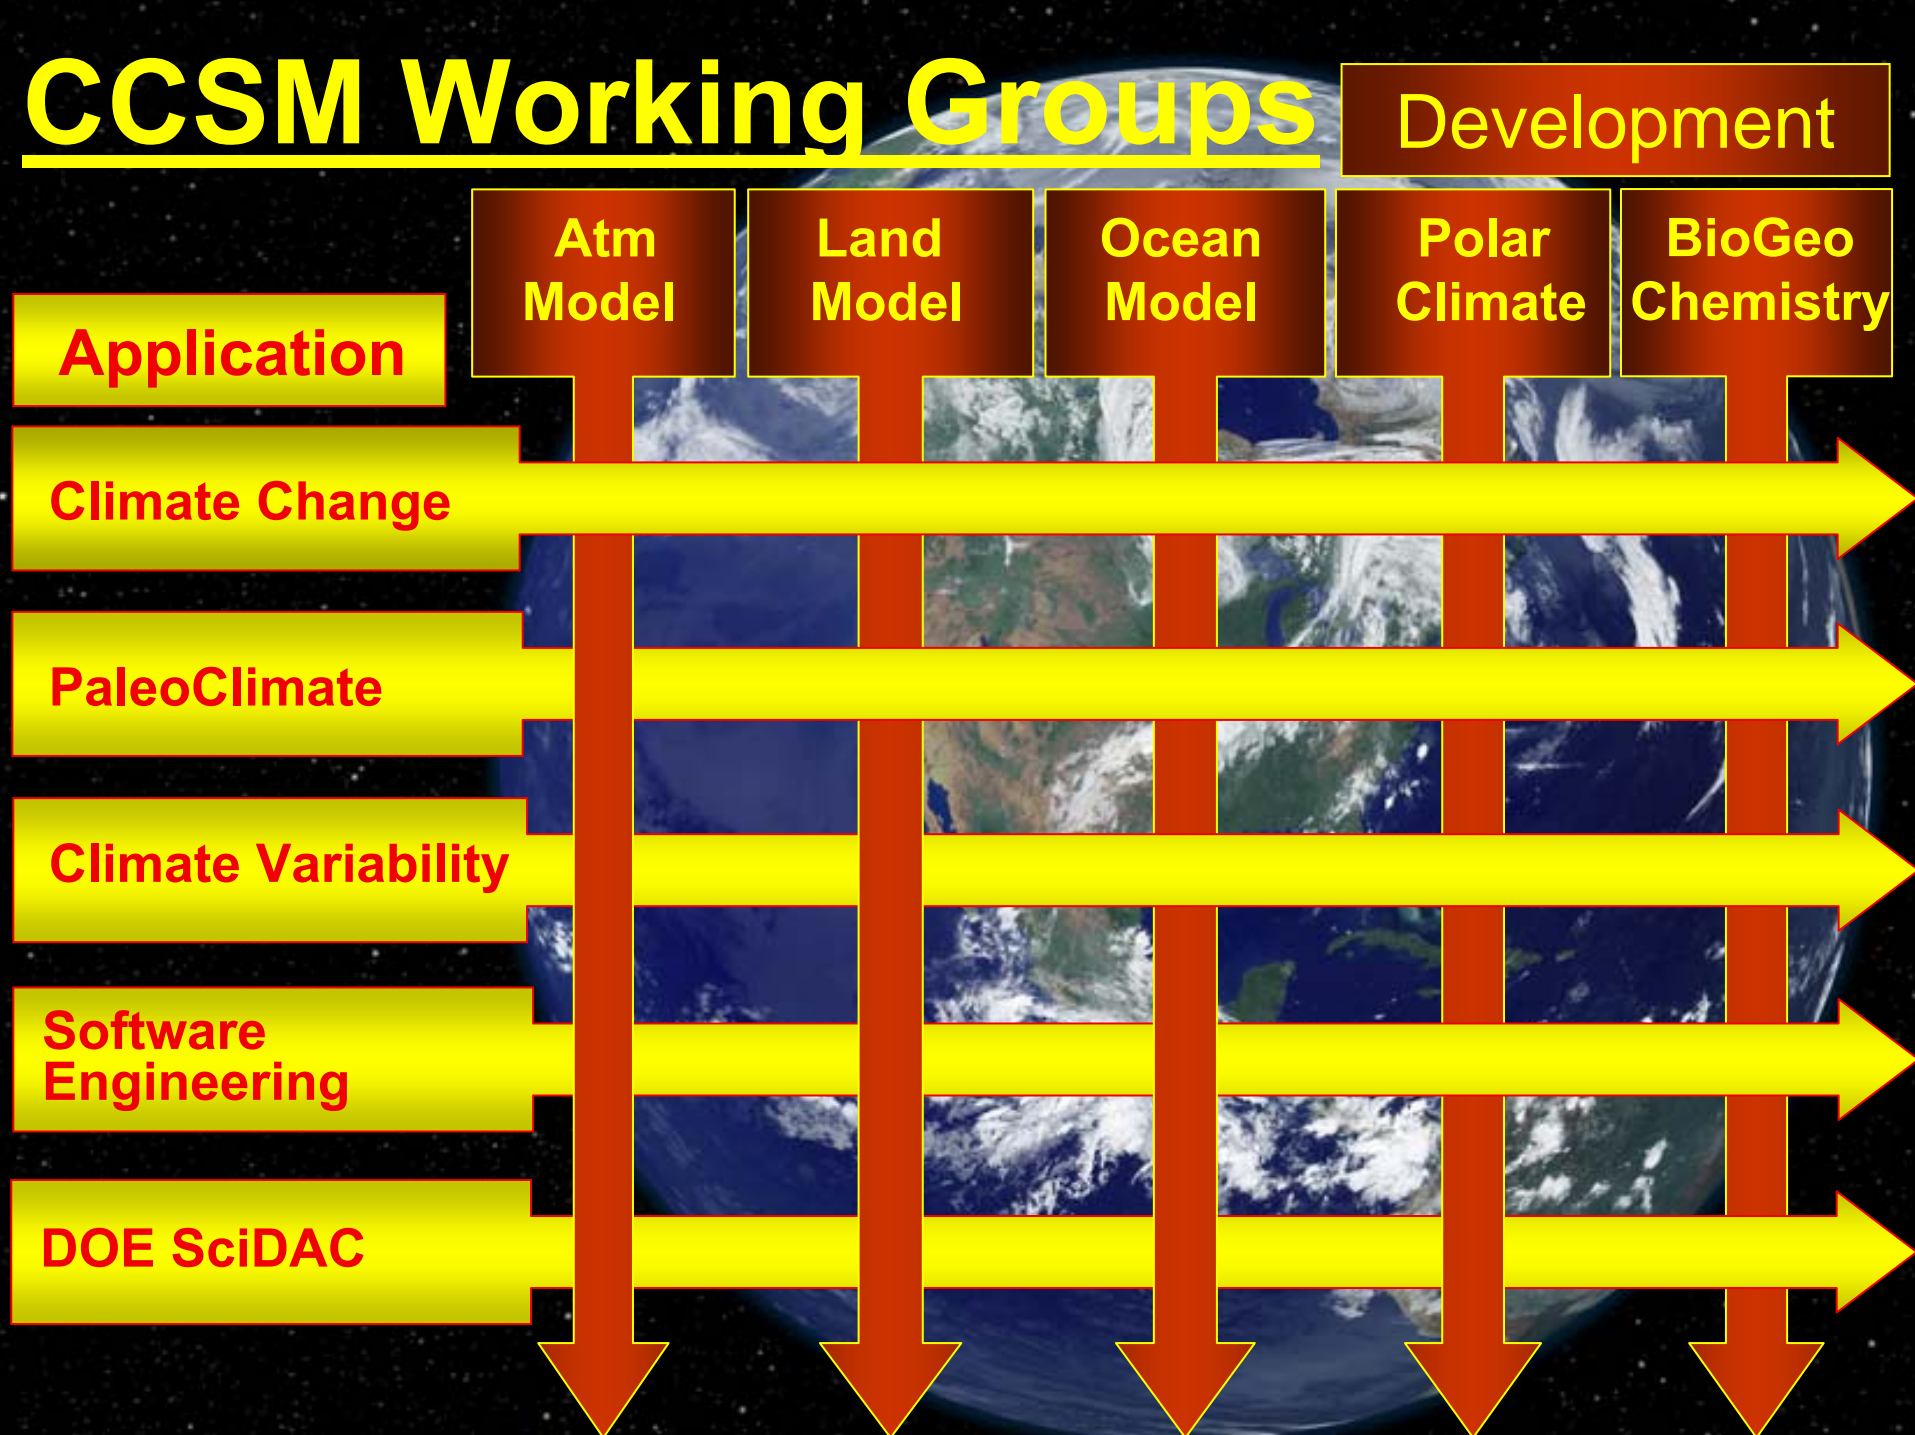 CCSM Working Groups
Development
Atm
Model
Land
Model
Ocean
Model
Polar
Climate
BioGeo
Chemistry
Application
Climate Change
PaleoClimate
Climate Variability
Software
Engineering
DOE SciDAC